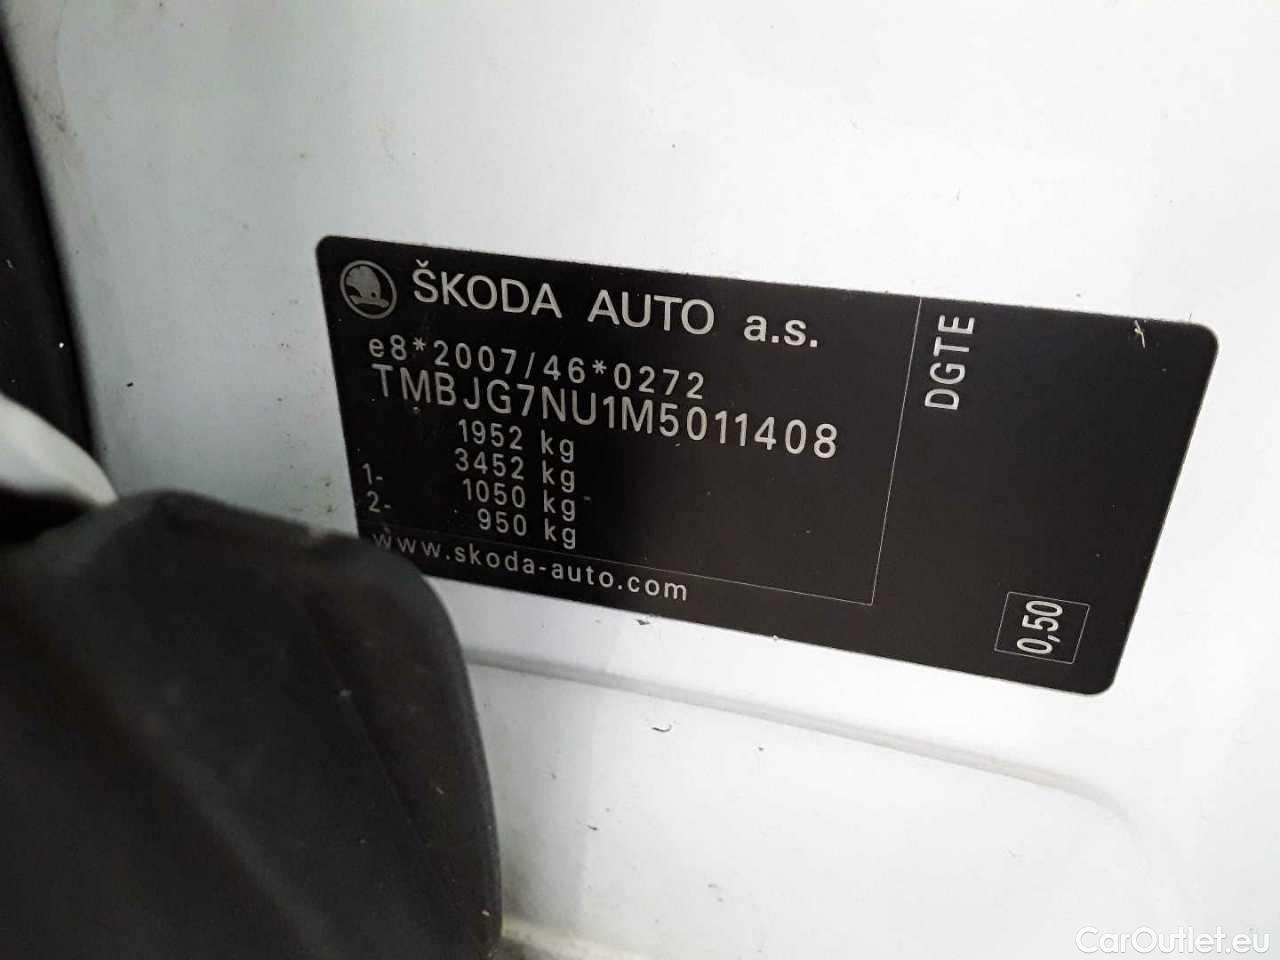 ŠKODA AUTO a.s.
e8*2007/46*0272
TMBJG7NU1M5011408
1952 kg
3452 kg
1- 1050 kg
2- 950 kg
www.skoda-auto.com
DGTE
0,50
CarOutlet.eu